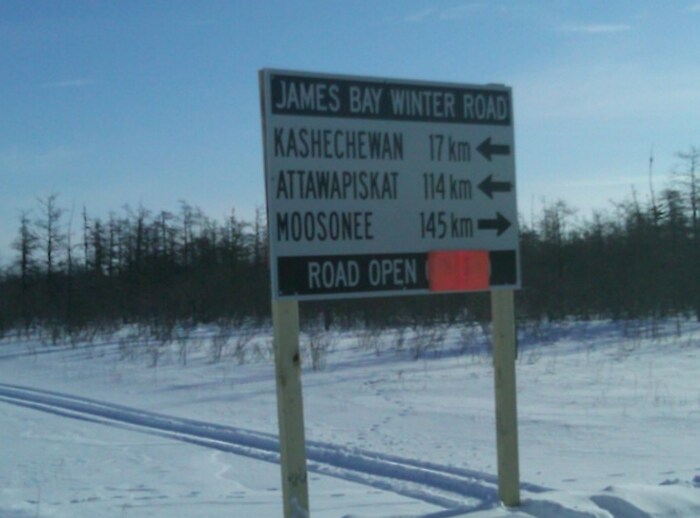 JAMES BAY WINTER ROAD
KASHECHEWAN 17 km ←
ATTAWAPISKAT 114 km ←
MOOSONEE 145 km →
ROAD OPEN